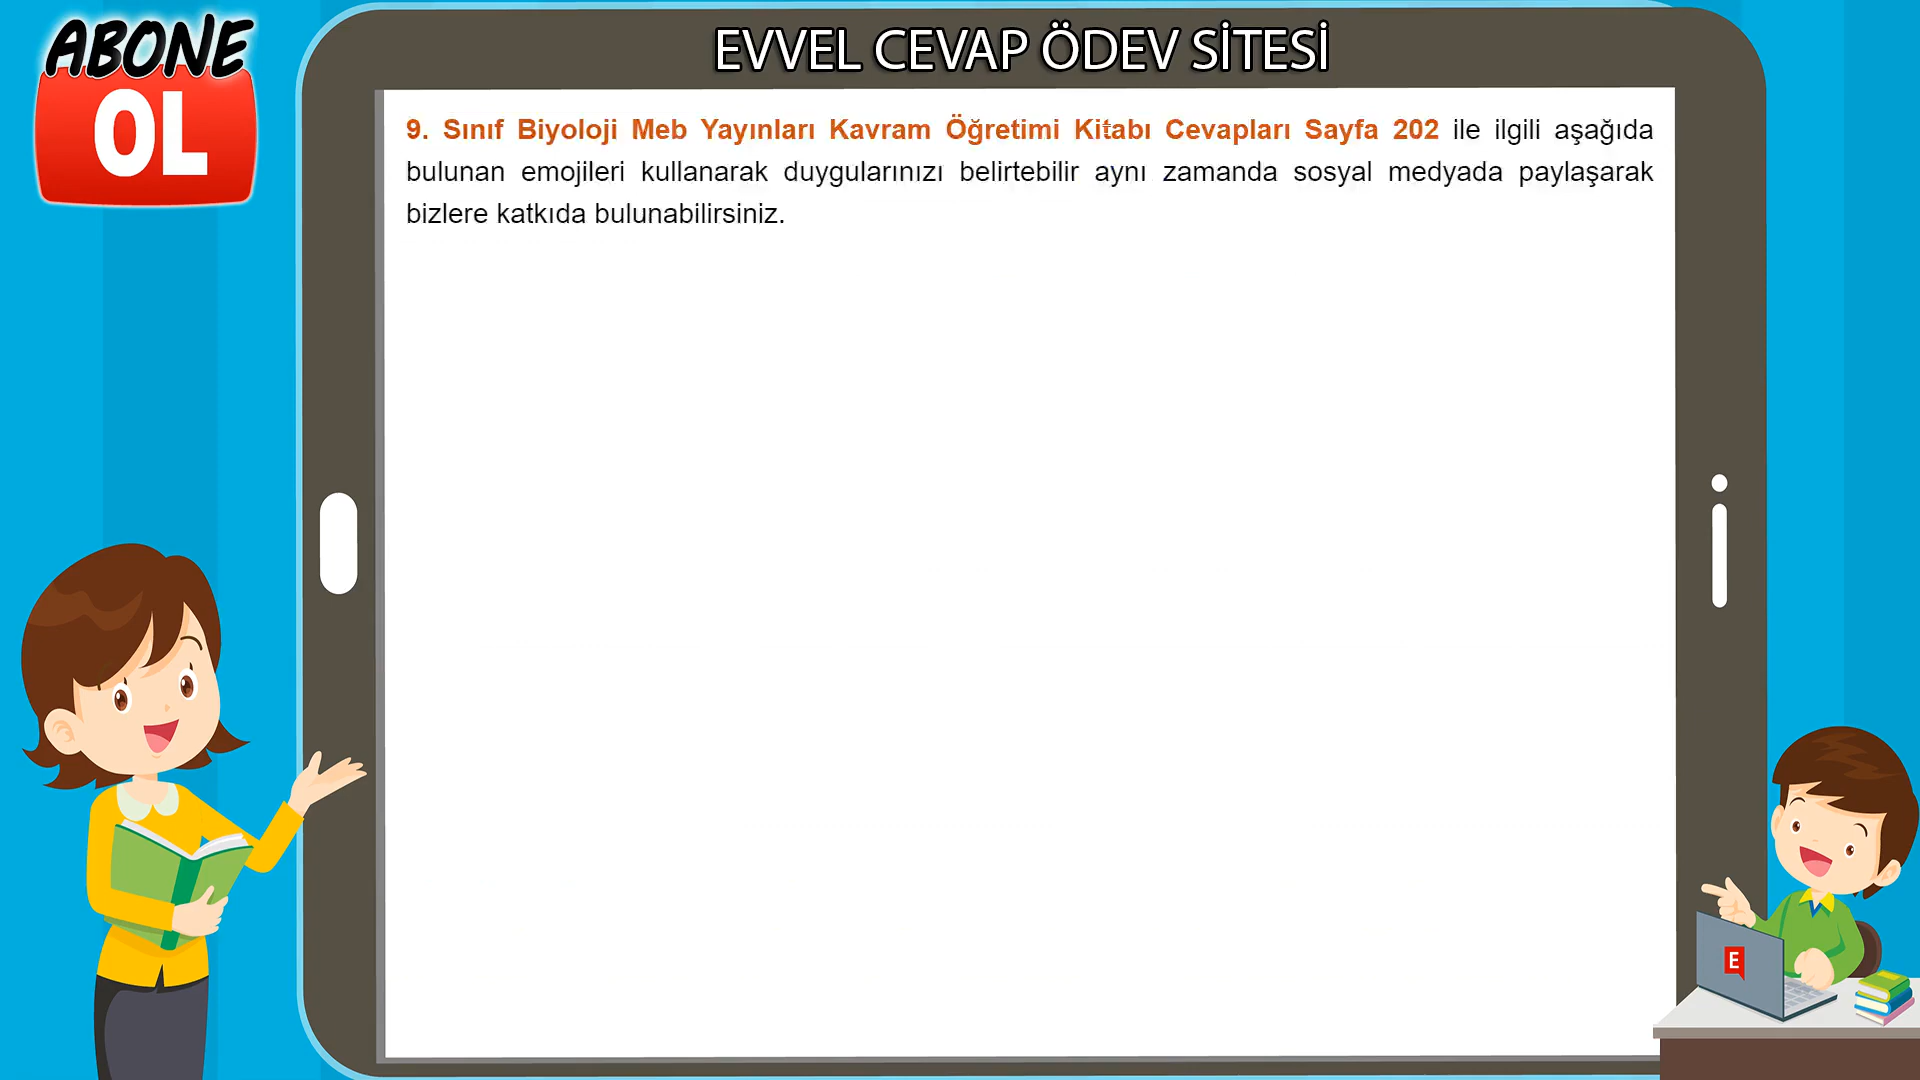 ABONE
OL
EVVEL CEVAP ÖDEV SİTESİ
9. Sınıf Biyoloji Meb Yayınları Kavram Öğretimi Kitabı Cevapları Sayfa 202 ile ilgili aşağıda
bulunan emojileri kullanarak duygularınızı belirtebilir aynı zamanda sosyal medyada paylaşarak
bizlere katkıda bulunabilirsiniz.
E